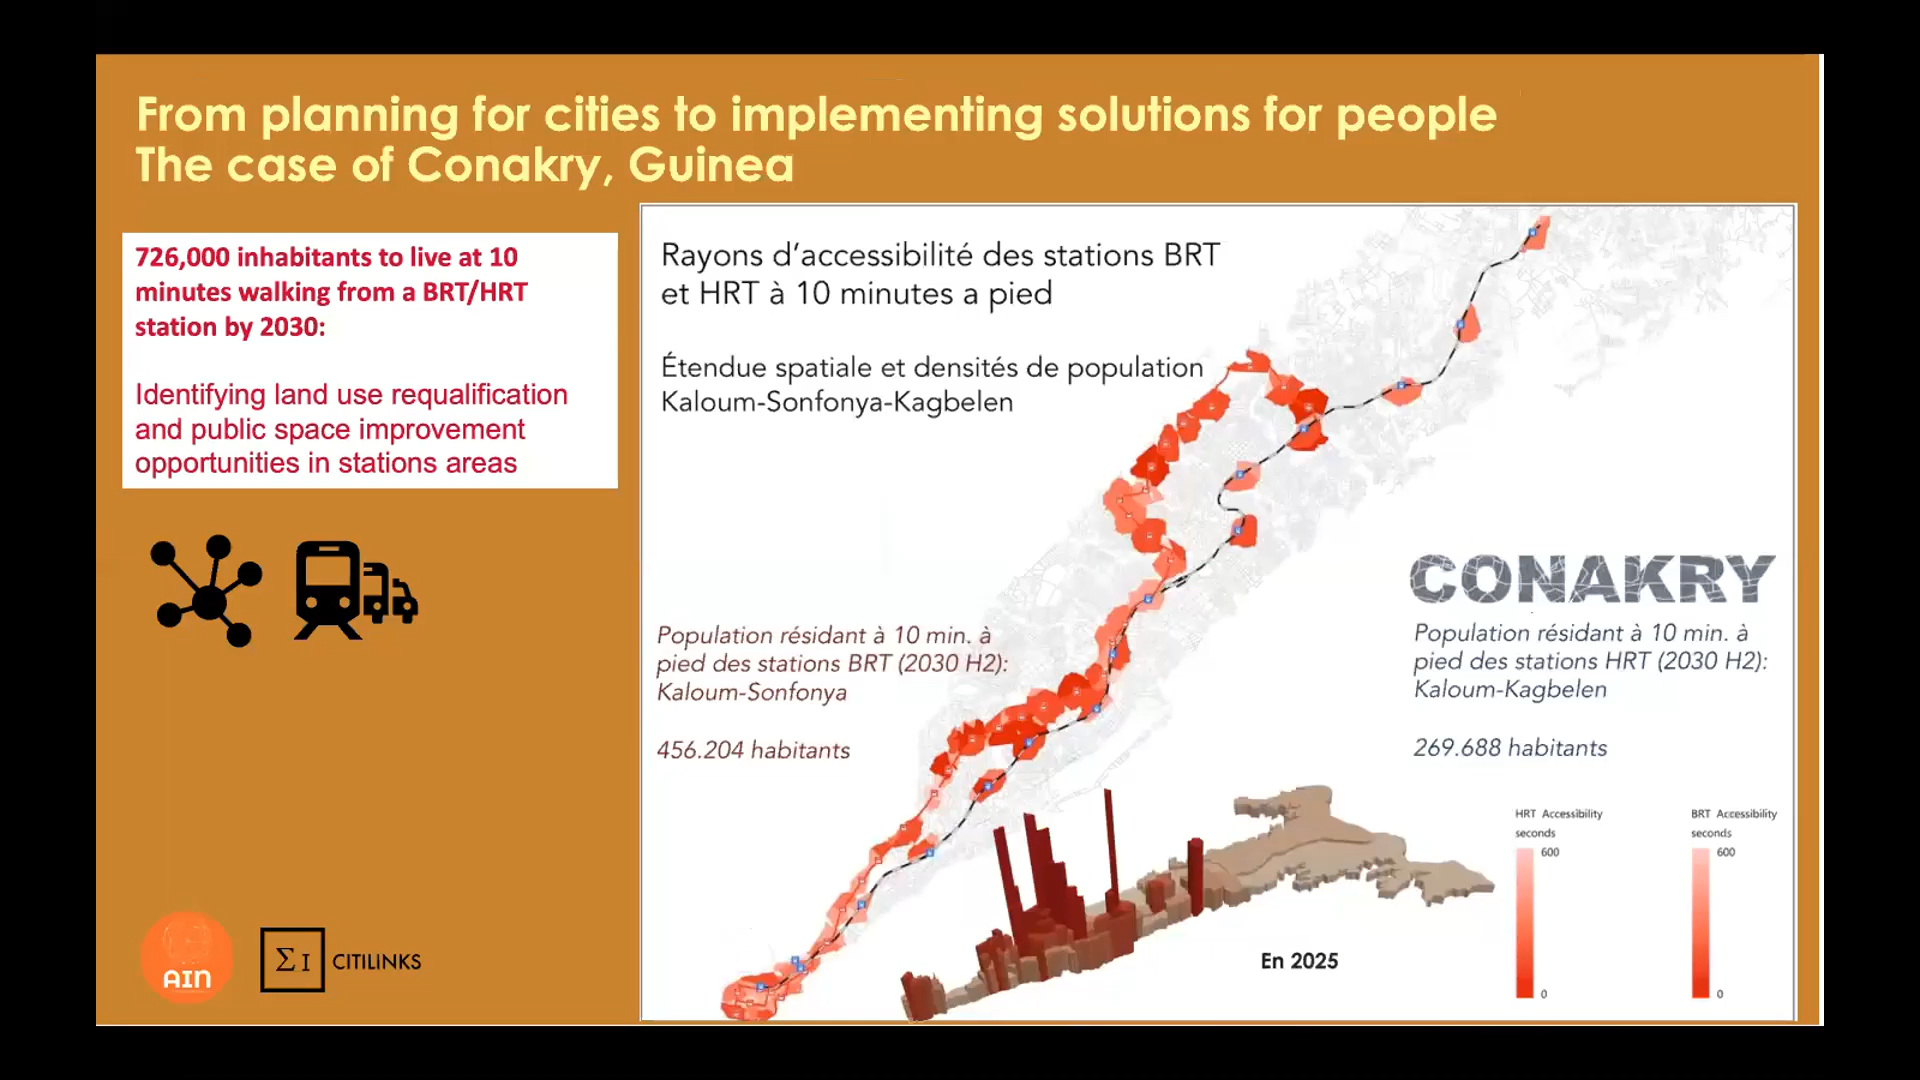 From planning for cities to implementing solutions for people
The case of Conakry, Guinea
726,000 inhabitants to live at 10
minutes walking from a BRT/HRT
station by 2030:
Identifying land use requalification
and public space improvement
opportunities in stations areas
AIN
ΣI CITILINKS
Rayons d’accessibilité des stations BRT
et HRT à 10 minutes a pied
Étendue spatiale et densités de population
Kaloum-Sonfonya-Kagbelen
Population résidant à 10 min. à
pied des stations BRT (2030 H2):
Kaloum-Sonfonya
456.204 habitants
CONAKRY
Population résidant à 10 min. à
pied des stations HRT (2030 H2):
Kaloum-Kagbelen
269.688 habitants
HRT Accessibility
seconds
600
0
BRT Accessibility
seconds
600
0
En 2025